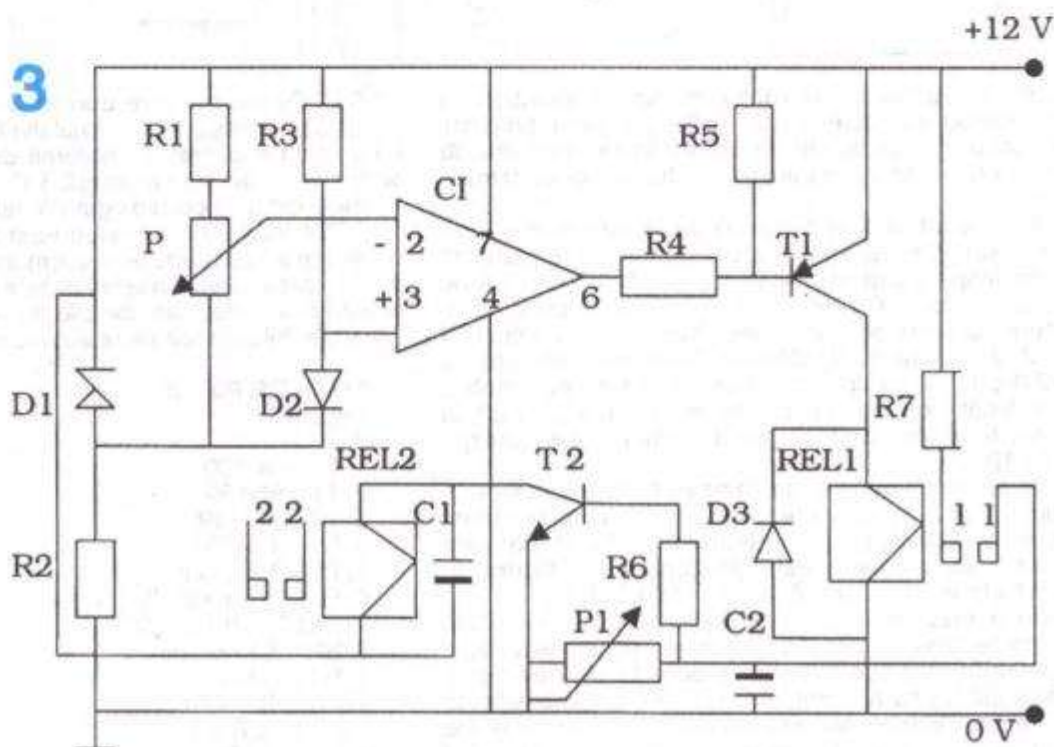 +12 V
3
R1 R3 R5
CI
P - 2 7 R4 T1
+ 3 4 6
D1 D2 R7
REL2 T 2 REL1
2 2 C1 D3 1 1
R2 R6
P1 C2
0 V